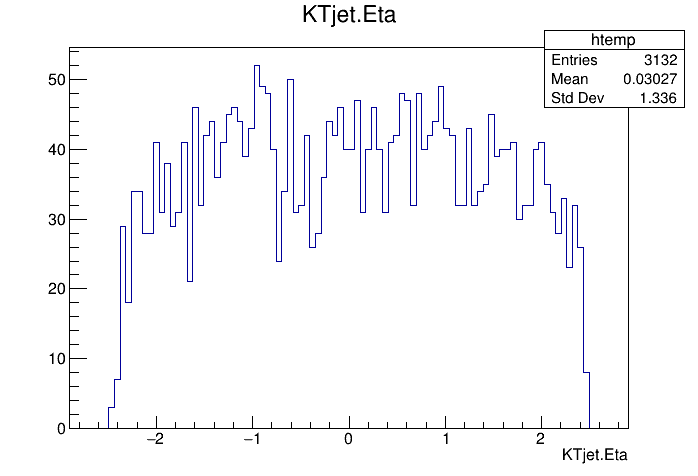 KTjet.Eta
htemp
Entries 3132
Mean 0.03027
Std Dev 1.336
50
40
30
20
10
0
−2 −1 0 1 2
KTjet.Eta